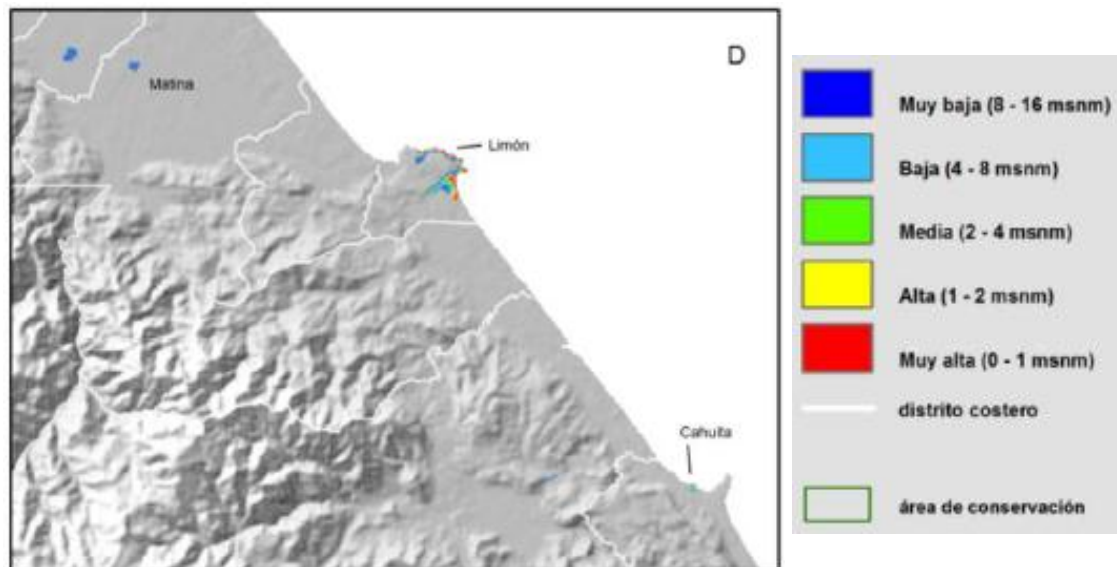 D
Matina
Limón
Cahuita
Muy baja (8 - 16 msnm)
Baja (4 - 8 msnm)
Media (2 - 4 msnm)
Alta (1 - 2 msnm)
Muy alta (0 - 1 msnm)
distrito costero
área de conservación